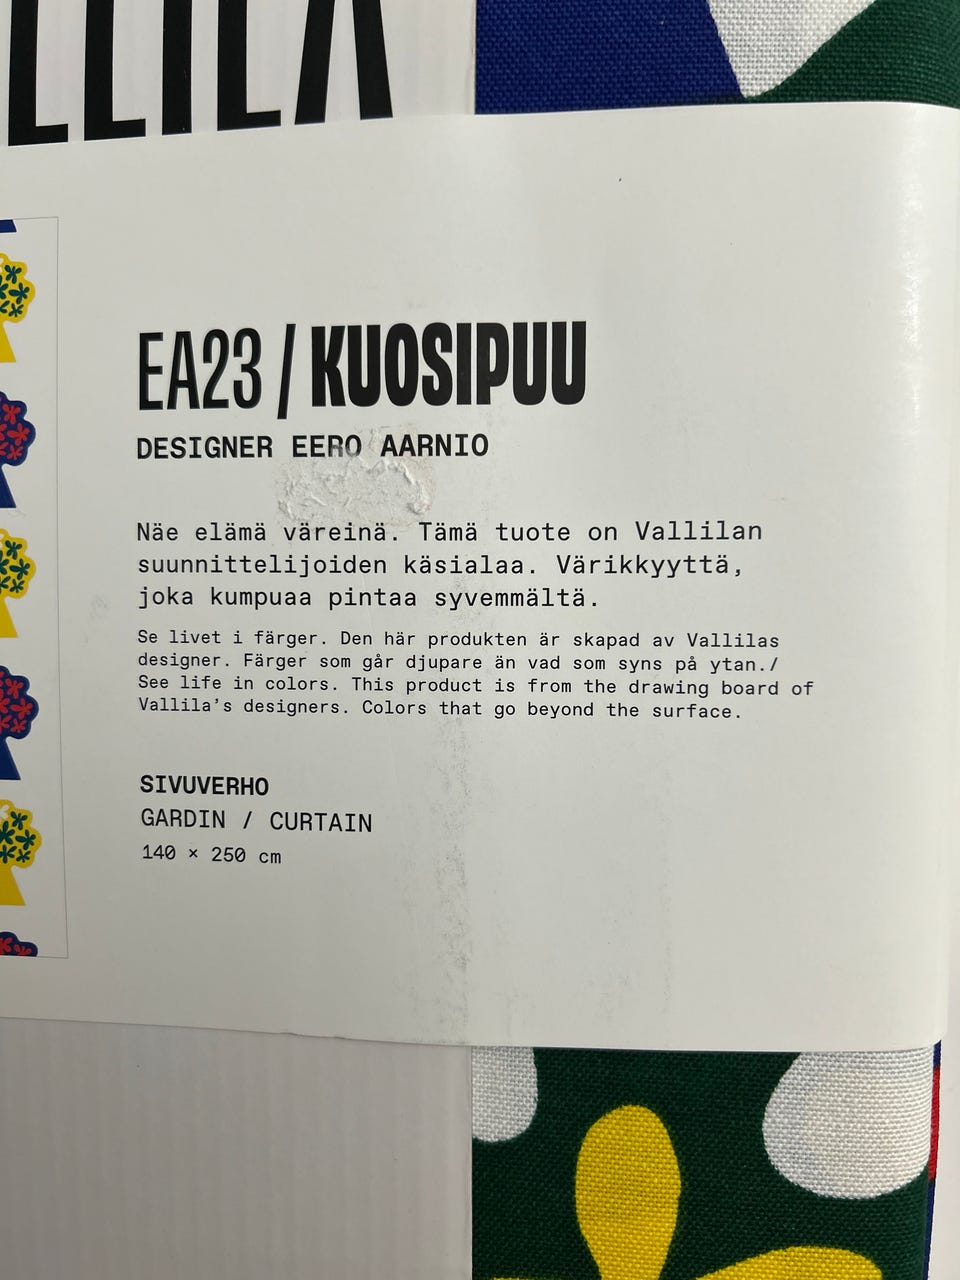 EA23 / KUOSIPUU
DESIGNER EERO AARNIO
Näe elämä väreinä. Tämä tuote on Vallilan
suunnittelijoiden käsialaa. Värikkyyttä,
joka kumpuaa pintaa syvemmältä.
Se livet i färger. Den här produkten är skapad av Vallilas
designer. Färger som går djupare än vad som syns på ytan./
See life in colors. This product is from the drawing board of
Vallila’s designers. Colors that go beyond the surface.
SIVUVERHO
GARDIN / CURTAIN
140 × 250 cm